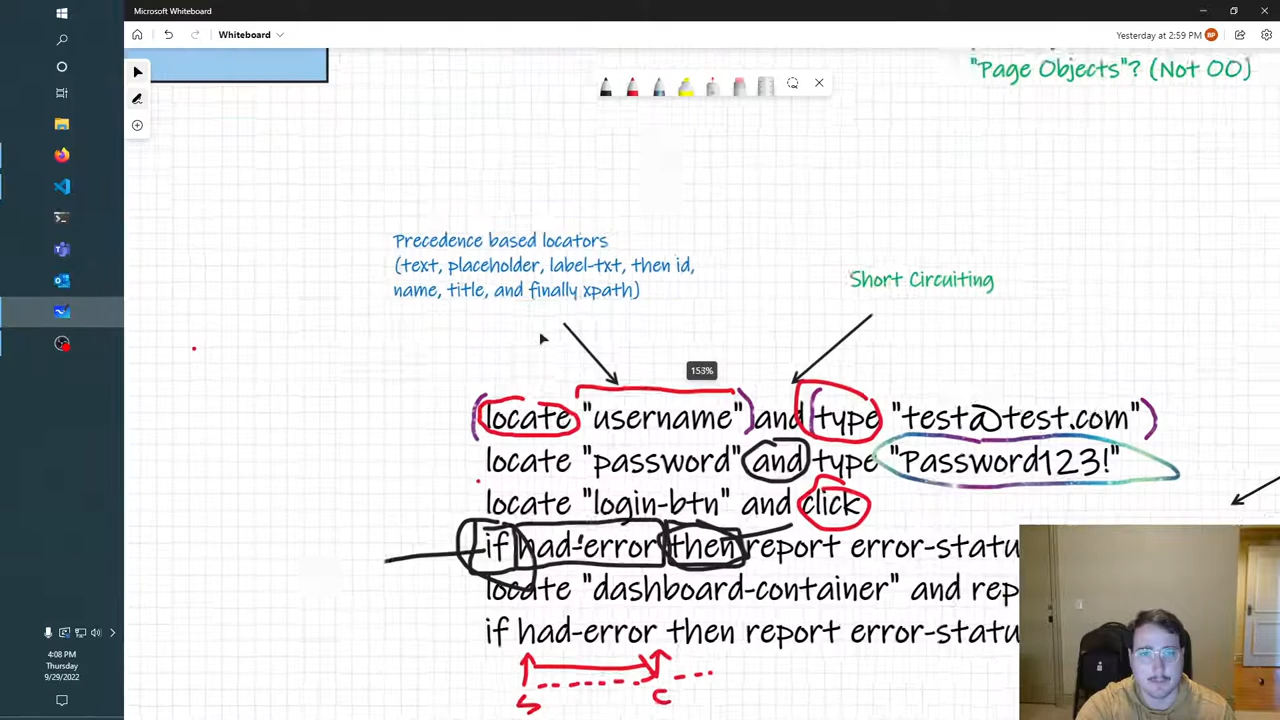 Microsoft Whiteboard
Whiteboard
Yesterday at 2:59 PM BP
"Page Objects"? (Not OO)
Precedence based locators
(text, placeholder, label-txt, then id,
name, title, and finally xpath)
Short Circuiting
153%
(locate "username") and (type "test@test.com")
locate "password" and type "Password123!"
locate "login-btn" and click
if had-error then report error-statu
locate "dashboard-container" and rep
if had-error then report error-statu
S C
4:08 PM
Thursday
9/29/2022